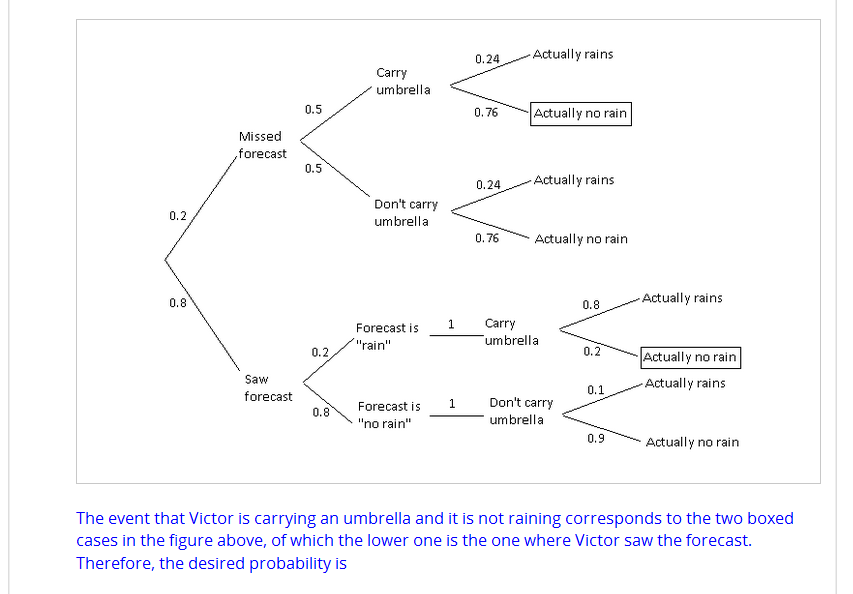 0.24
Actually rains
Carry
umbrella
0.5
0.76
Actually no rain
Missed
forecast
0.5
0.24
Actually rains
Don't carry
umbrella
0.2
0.76
Actually no rain
0.8
0.8
Actually rains
Forecast is
"rain"
1
Carry
umbrella
0.2
0.2
Actually no rain
Saw
forecast
0.1
Actually rains
0.8
Forecast is
"no rain"
1
Don't carry
umbrella
0.9
Actually no rain
The event that Victor is carrying an umbrella and it is not raining corresponds to the two boxed
cases in the figure above, of which the lower one is the one where Victor saw the forecast.
Therefore, the desired probability is